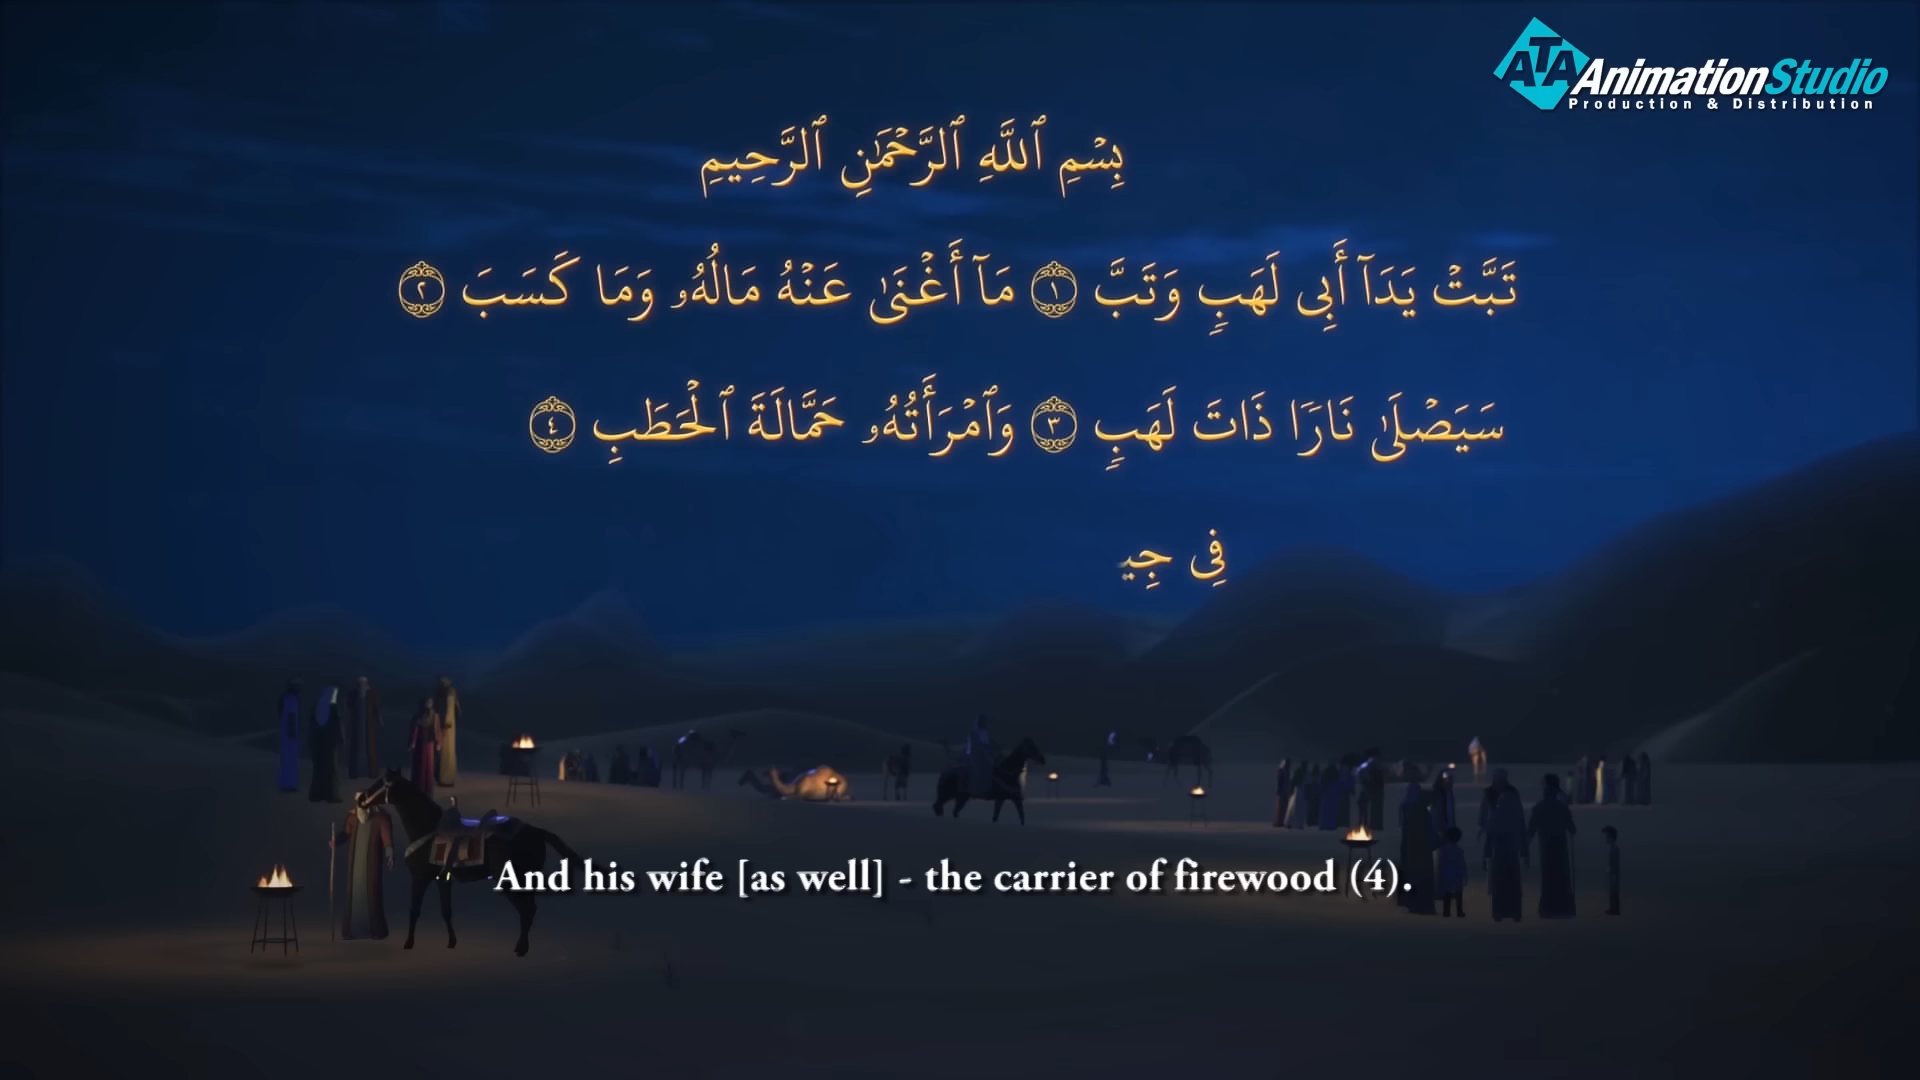 ATA AnimationStudio
Production & Distribution
بِسْمِ ٱللَّهِ ٱلرَّحْمَٰنِ ٱلرَّحِيمِ
تَبَّتْ يَدَآ أَبِى لَهَبٍ وَتَبَّ ١ مَآ أَغْنَىٰ عَنْهُ مَالُهُۥ وَمَا كَسَبَ ٢
سَيَصْلَىٰ نَارًا ذَاتَ لَهَبٍ ٣ وَٱمْرَأَتُهُۥ حَمَّالَةَ ٱلْحَطَبِ ٤
فِى جِيـ
And his wife [as well] - the carrier of firewood (4).